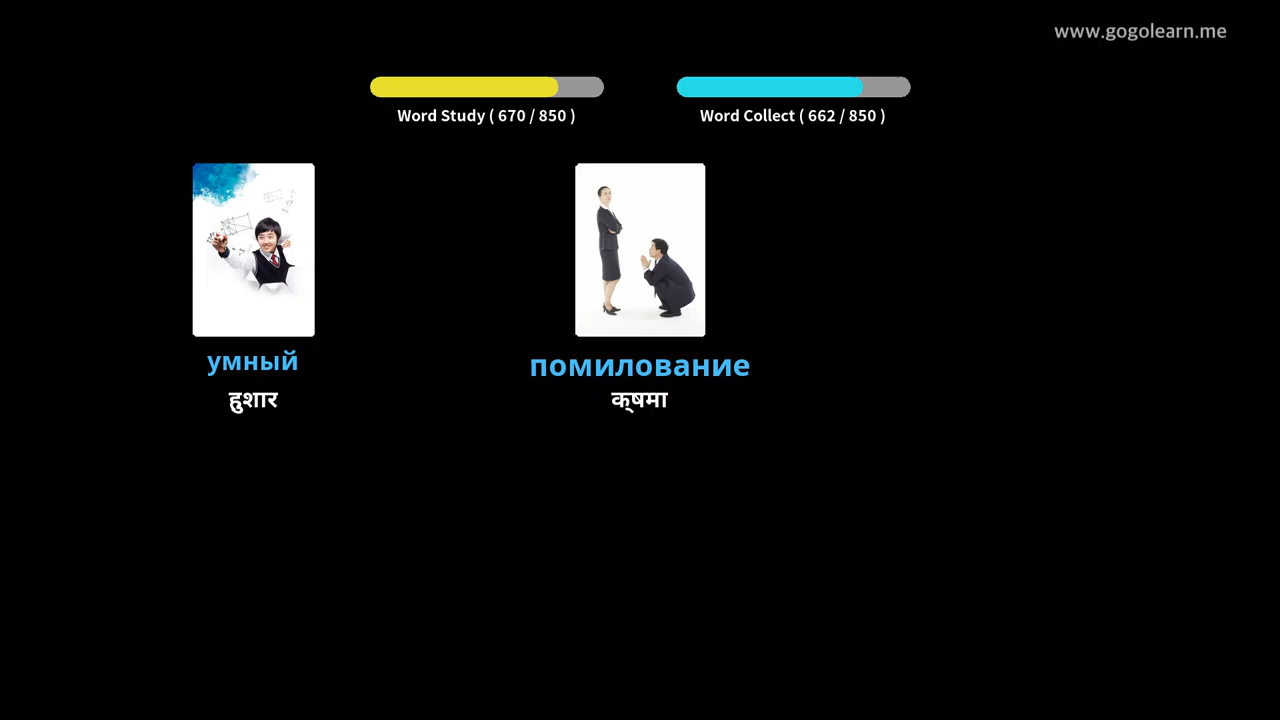 www.gogolearn.me
Word Study ( 670 / 850 )
Word Collect ( 662 / 850 )
умный
हुशार
помилование
क्षमा